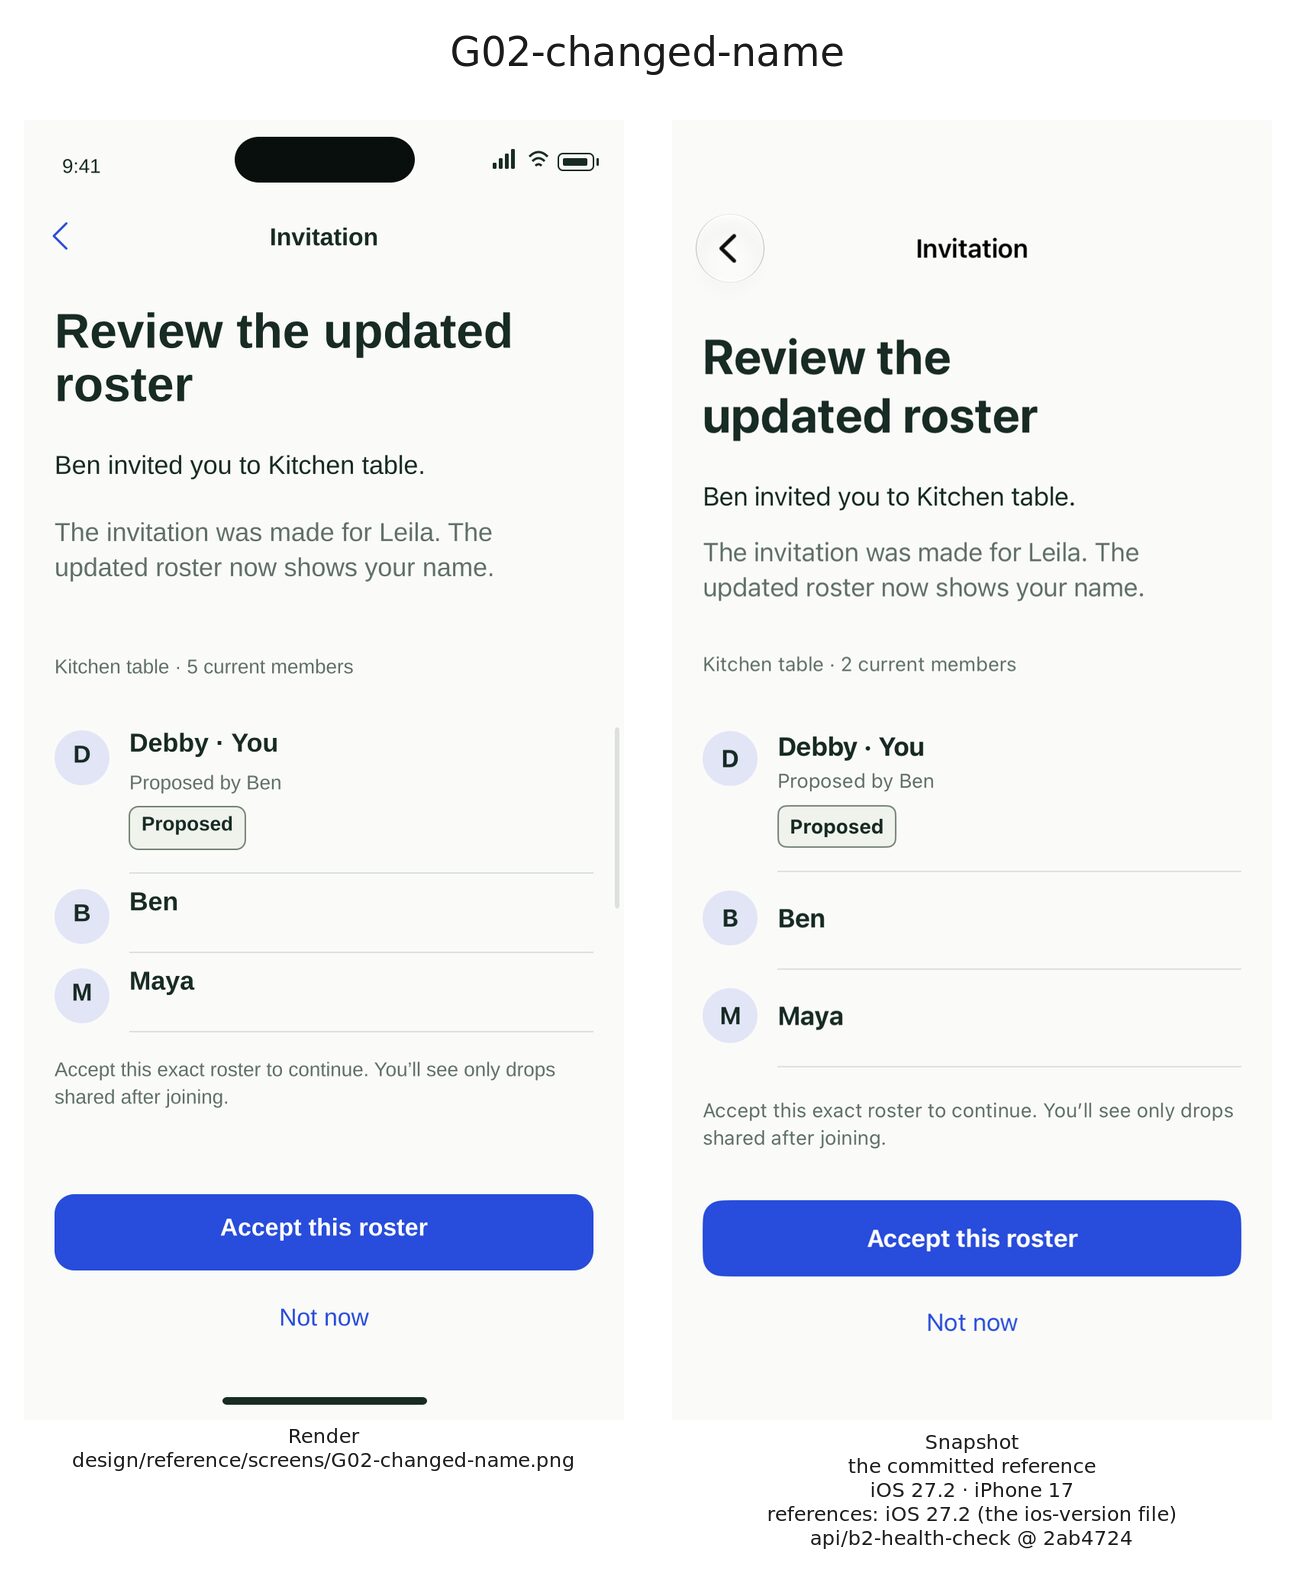 G02-changed-name
9:41
Invitation
Review the updated
roster
Ben invited you to Kitchen table.
The invitation was made for Leila. The
updated roster now shows your name.
Kitchen table · 5 current members
D
Debby · You
Proposed by Ben
Proposed
B
Ben
M
Maya
Accept this exact roster to continue. You’ll see only drops
shared after joining.
Accept this roster
Not now
Render
design/reference/screens/G02-changed-name.png
Invitation
Review the
updated roster
Ben invited you to Kitchen table.
The invitation was made for Leila. The
updated roster now shows your name.
Kitchen table · 2 current members
D
Debby · You
Proposed by Ben
Proposed
B
Ben
M
Maya
Accept this exact roster to continue. You’ll see only drops
shared after joining.
Accept this roster
Not now
Snapshot
the committed reference
iOS 27.2 · iPhone 17
references: iOS 27.2 (the ios-version file)
api/b2-health-check @ 2ab4724